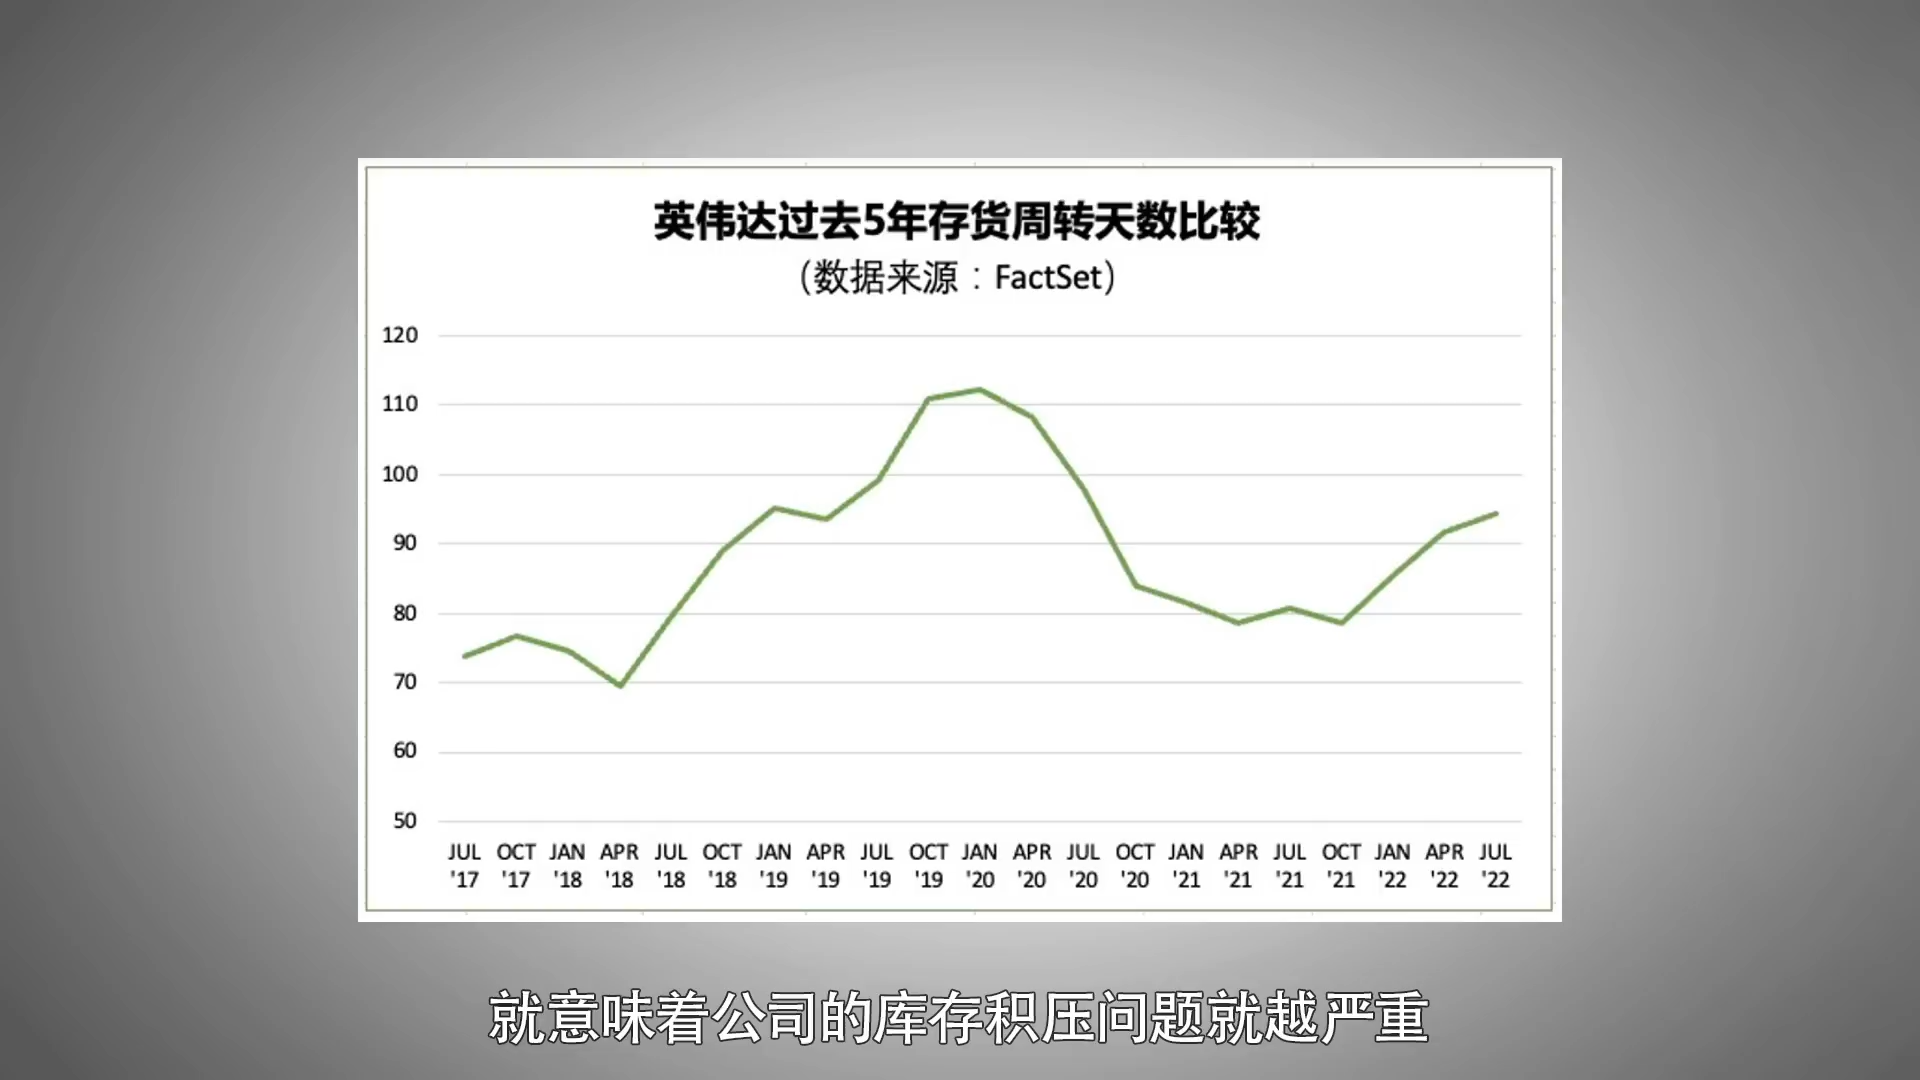 英伟达过去5年存货周转天数比较
（数据来源：FactSet）
120
110
100
90
80
70
60
50
JUL OCT JAN APR JUL OCT JAN APR JUL OCT JAN APR JUL OCT JAN APR JUL OCT JAN APR JUL
'17 '17 '18 '18 '18 '18 '19 '19 '19 '19 '20 '20 '20 '20 '21 '21 '21 '21 '22 '22 '22
就意味着公司的库存积压问题就越严重